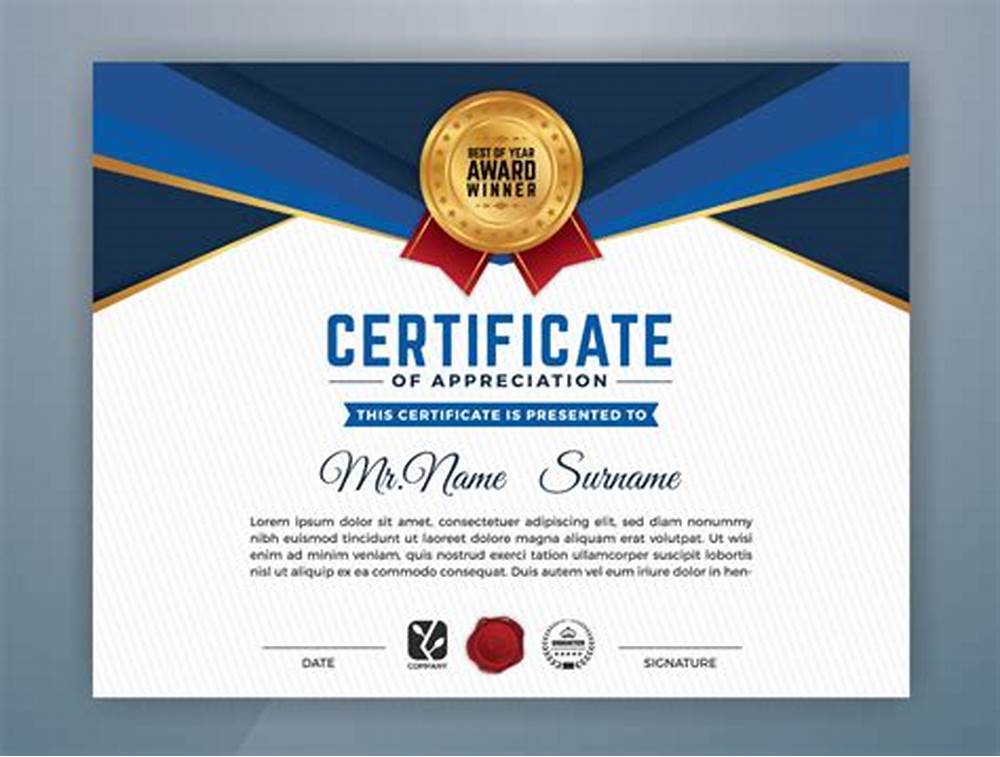 BEST OF YEAR
AWARD
WINNER
CERTIFICATE
OF APPRECIATION
THIS CERTIFICATE IS PRESENTED TO
Mr.Name Surname
Lorem ipsum dolor sit amet, consectetuer adipiscing elit, sed diam nonummy
nibh euismod tincidunt ut laoreet dolore magna aliquam erat volutpat. Ut wisi
enim ad minim veniam, quis nostrud exerci tation ullamcorper suscipit lobortis
nisl ut aliquip ex ea commodo consequat. Duis autem vel eum iriure dolor in hen-
COMPANY
DATE
SIGNATURE